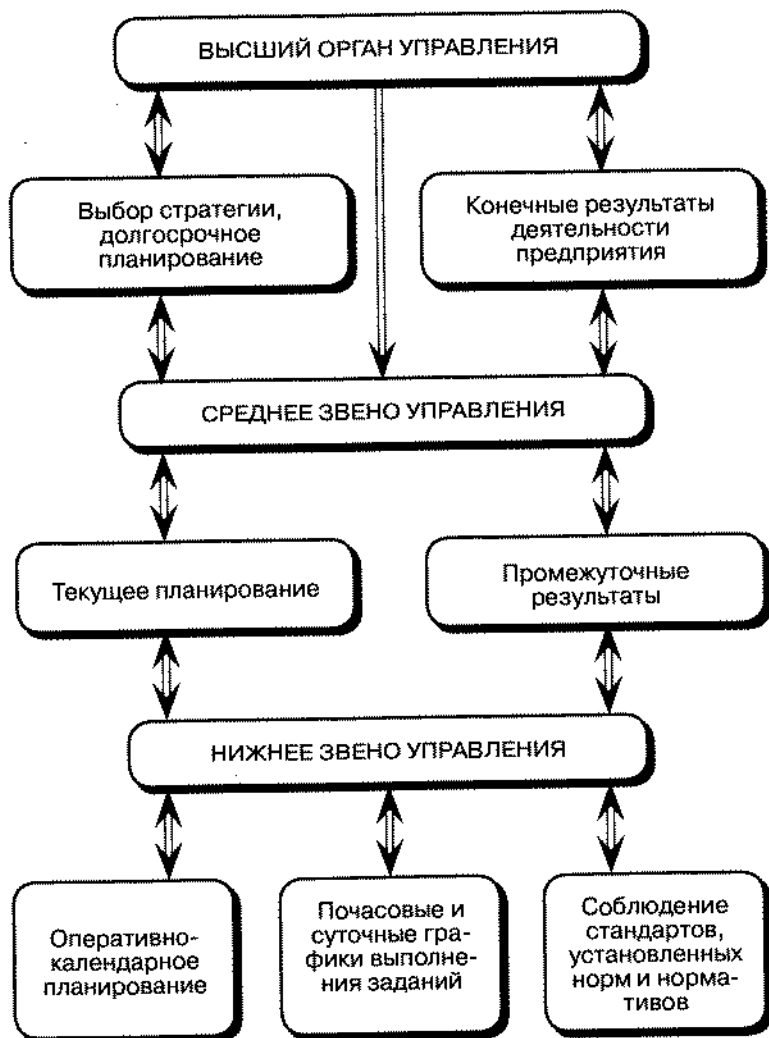 ВЫСШИЙ ОРГАН УПРАВЛЕНИЯ
Выбор стратегии,
долгосрочное
планирование
Конечные результаты
деятельности
предприятия
СРЕДНЕЕ ЗВЕНО УПРАВЛЕНИЯ
Текущее планирование
Промежуточные
результаты
НИЖНЕЕ ЗВЕНО УПРАВЛЕНИЯ
Оперативно-
календарное
планирование
Почасовые и
суточные гра-
фики выполне-
ния заданий
Соблюдение
стандартов,
установленных
норм и норма-
тивов